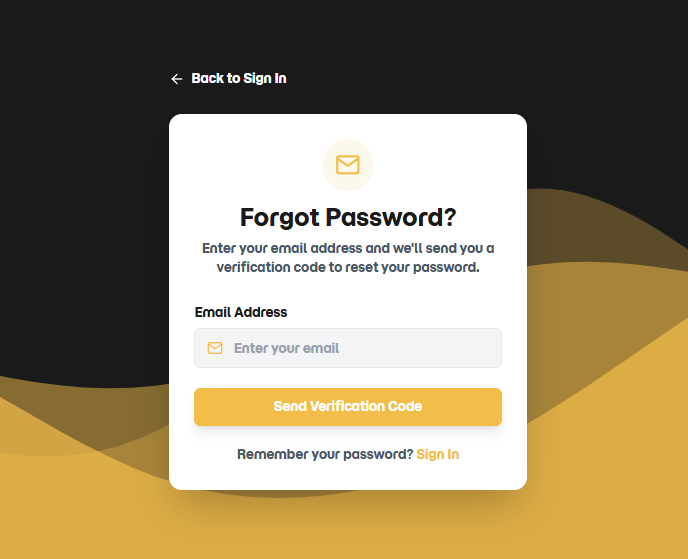 Back to Sign In
Forgot Password?
Enter your email address and we'll send you a
verification code to reset your password.
Email Address
Enter your email
Send Verification Code
Remember your password? Sign In